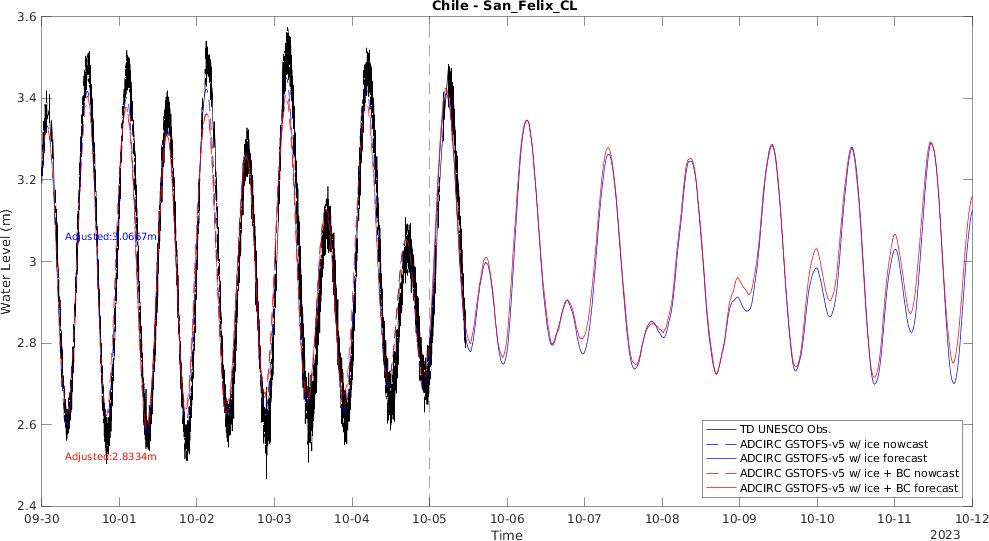 Chile - San_Felix_CL
3.6
3.4
3.2
3
2.8
2.6
2.4
Water Level (m)
Adjusted:3.0667m
Adjusted:2.8334m
TD UNESCO Obs.
ADCIRC GSTOFS-v5 w/ ice nowcast
ADCIRC GSTOFS-v5 w/ ice forecast
ADCIRC GSTOFS-v5 w/ ice + BC nowcast
ADCIRC GSTOFS-v5 w/ ice + BC forecast
09-30 10-01 10-02 10-03 10-04 10-05 10-06 10-07 10-08 10-09 10-10 10-11 10-12
Time
2023